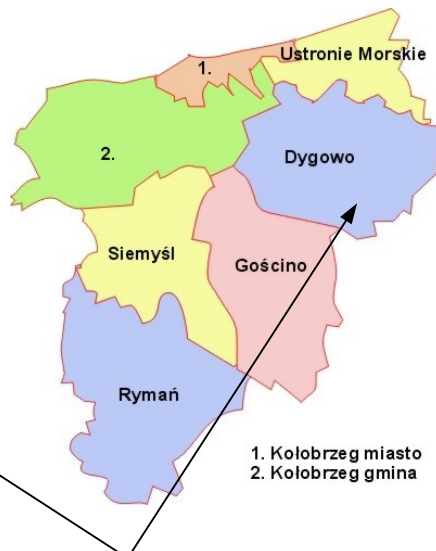 Ustronie Morskie
1.
2.
Dygowo
Siemyśl
Gościno
Rymań
1. Kołobrzeg miasto
2. Kołobrzeg gmina